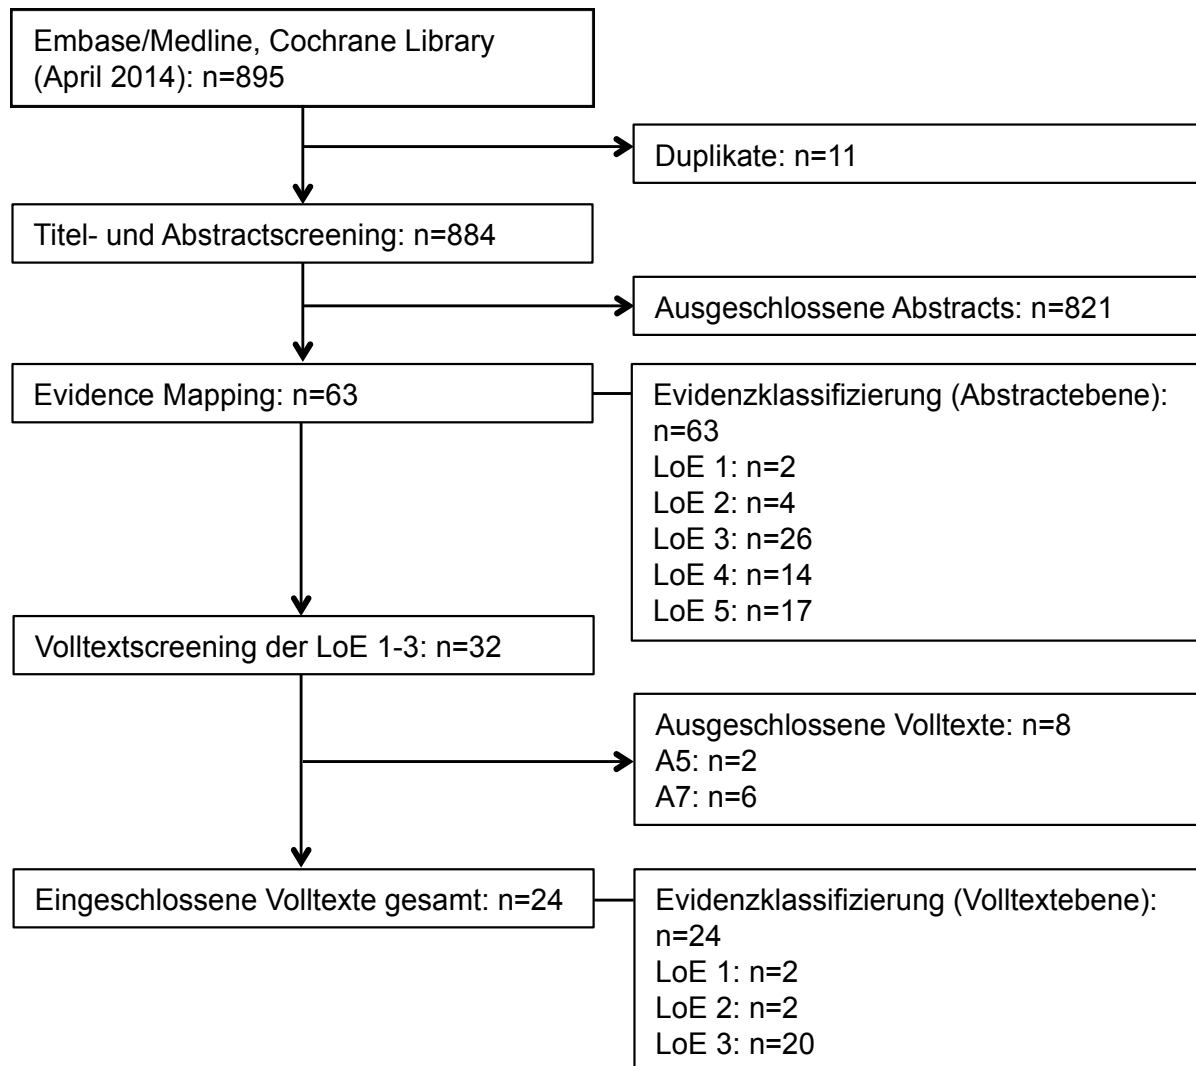 Embase/Medline, Cochrane Library
(April 2014): n=895
Duplikate: n=11
Titel- und Abstractscreening: n=884
Ausgeschlossene Abstracts: n=821
Evidence Mapping: n=63
Evidenzklassifizierung (Abstractebene):
n=63
LoE 1: n=2
LoE 2: n=4
LoE 3: n=26
LoE 4: n=14
LoE 5: n=17
Volltextscreening der LoE 1-3: n=32
Ausgeschlossene Volltexte: n=8
A5: n=2
A7: n=6
Eingeschlossene Volltexte gesamt: n=24
Evidenzklassifizierung (Volltextebene):
n=24
LoE 1: n=2
LoE 2: n=2
LoE 3: n=20